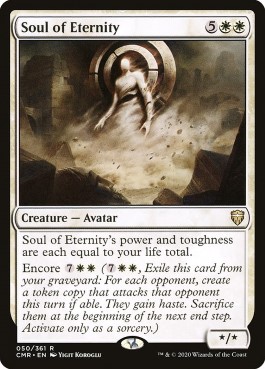 Soul of Eternity 5
Creature — Avatar
Soul of Eternity's power and toughness
are each equal to your life total.
Encore 7 (7, Exile this card from
your graveyard: For each opponent, create
a token copy that attacks that opponent
this turn if able. They gain haste. Sacrifice
them at the beginning of the next end step.
Activate only as a sorcery.)
*/*
050/361 R
CMR • EN YIGIT KOROGLU
™ & © 2020 Wizards of the Coast